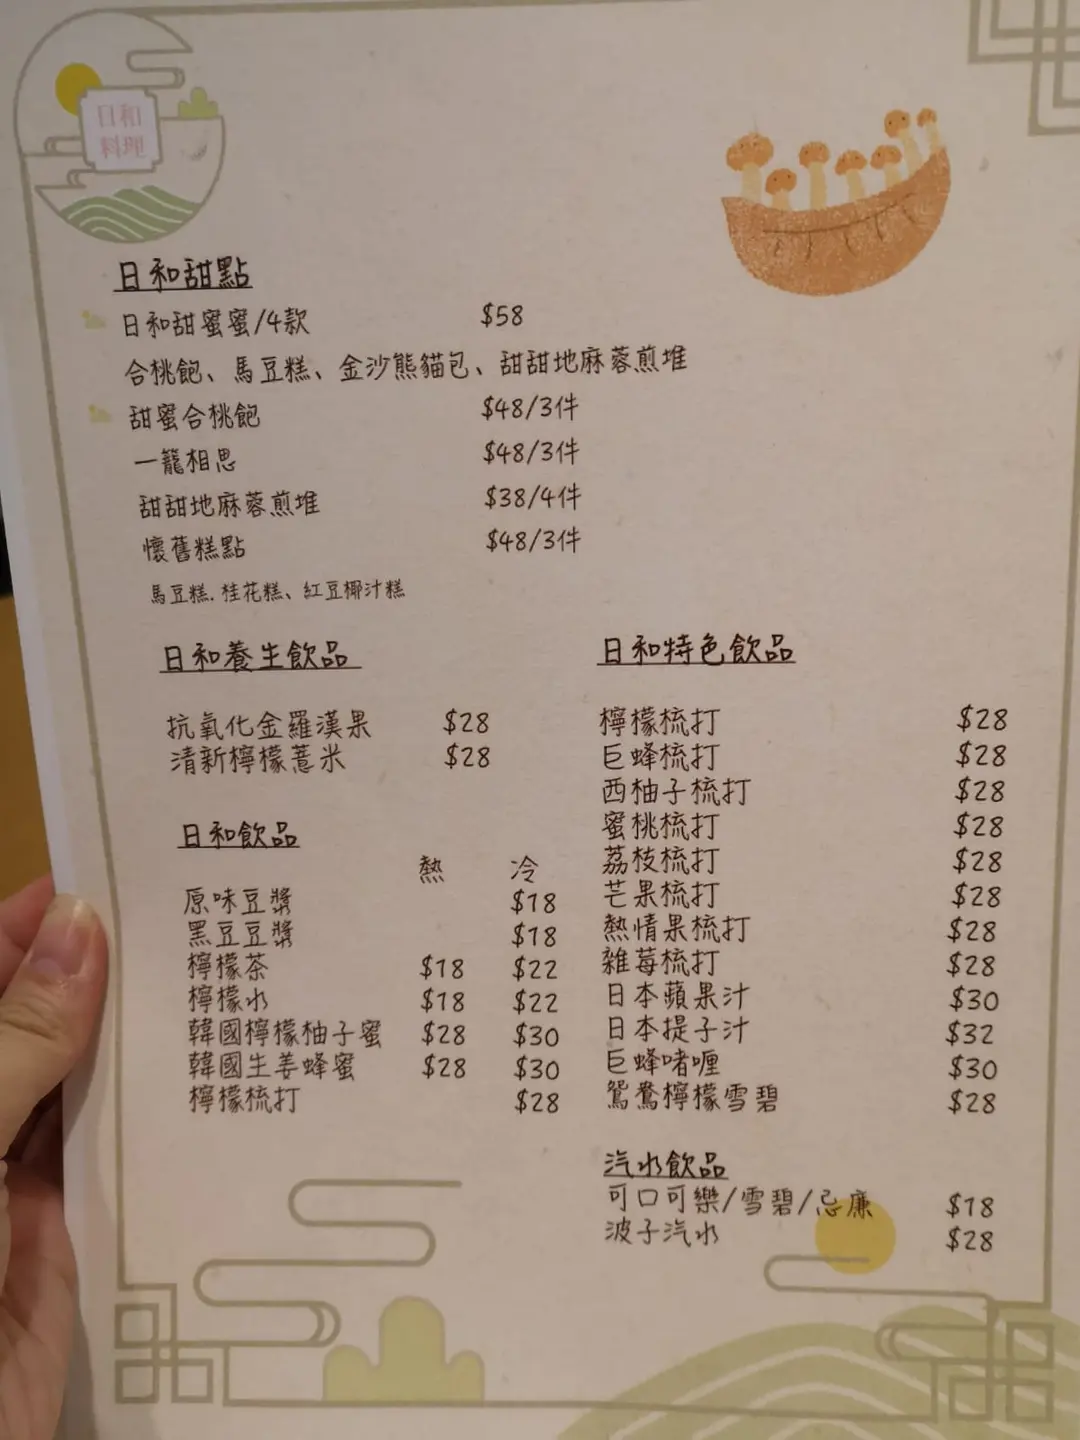 日和
料理
日和甜點
日和甜蜜蜜/4款 $58
合桃飽、馬豆糕、金沙熊貓包、甜甜地麻蓉煎堆
甜蜜合桃飽 $48/3件
一籠相思 $48/3件
甜甜地麻蓉煎堆 $38/4件
懷舊糕點 $48/3件
馬豆糕.桂花糕、紅豆椰汁糕
日和養生飲品
抗氧化金羅漢果 $28
清新檸檬薏米 $28
日和飲品
熱 冷
原味豆漿 $18
黑豆豆漿 $18
檸檬茶 $18 $22
檸檬水 $18 $22
韓國檸檬柚子蜜 $28 $30
韓國生姜蜂蜜 $28 $30
檸檬梳打 $28
日和特色飲品
檸檬梳打 $28
巨蜂梳打 $28
西柚子梳打 $28
蜜桃梳打 $28
荔枝梳打 $28
芒果梳打 $28
熱情果梳打 $28
雜莓梳打 $28
日本蘋果汁 $30
日本提子汁 $32
巨蜂啫喱 $30
鴛鴦檸檬雪碧 $28
汽水飲品
可口可樂/雪碧/忌廉 $18
波子汽水 $28